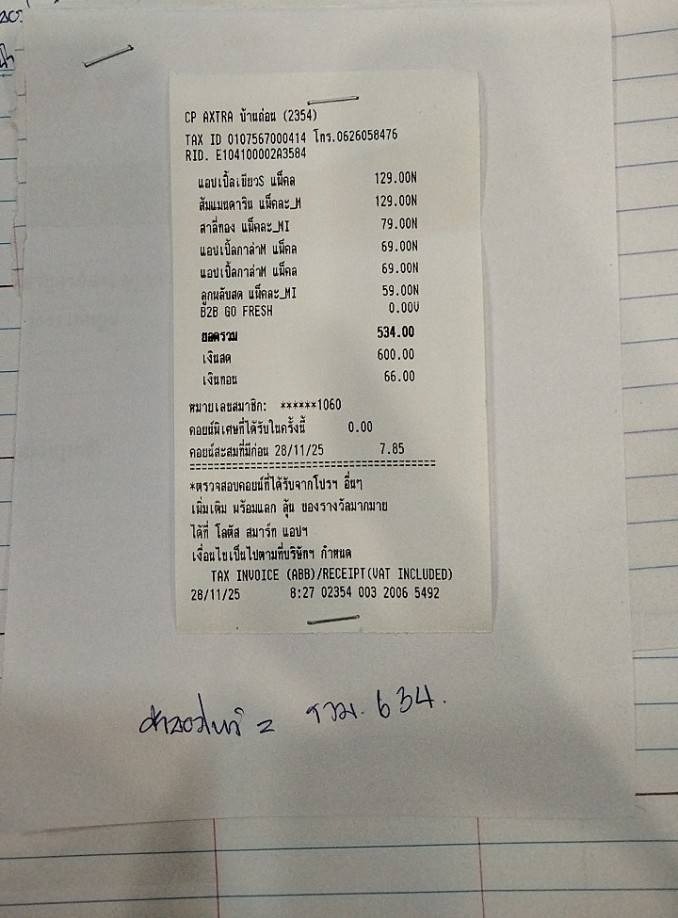 CP AXTRA บ้านถ่อน (2354)
TAX ID 0107567000414 โทร.0626058476
RID. E104100002A3584
แอปเปิ้ลเขียวS แพ็คล 129.00N
ส้มแมนดาริน แพ็คละ_M 129.00N
สาลี่ทอง แพ็คละ_MI 79.00N
แอปเปิ้ลกาล่าM แพ็คล 69.00N
แอปเปิ้ลกาล่าM แพ็คล 69.00N
ลูกพลับสด แพ็คละ_MI 59.00N
B2B GO FRESH 0.00V
ยอดรวม 534.00
เงินสด 600.00
เงินทอน 66.00
หมายเลขสมาชิก: ******1060
คอยน์พิเศษที่ได้รับในครั้งนี้ 0.00
คอยน์สะสมที่มีก่อน 28/11/25 7.85
==========================================
*ตรวจสอบคอยน์ที่ได้รับจากโปรฯ อื่นๆ
เพิ่มเติม พร้อมแลก ลุ้น ของรางวัลมากมาย
ได้ที่ โลตัส สมาร์ท แอปฯ
เงื่อนไขเป็นไปตามที่บริษัทฯ กำหนด
TAX INVOICE (ABB)/RECEIPT(VAT INCLUDED)
28/11/25 8:27 02354 003 2006 5492
= รวม. 634.